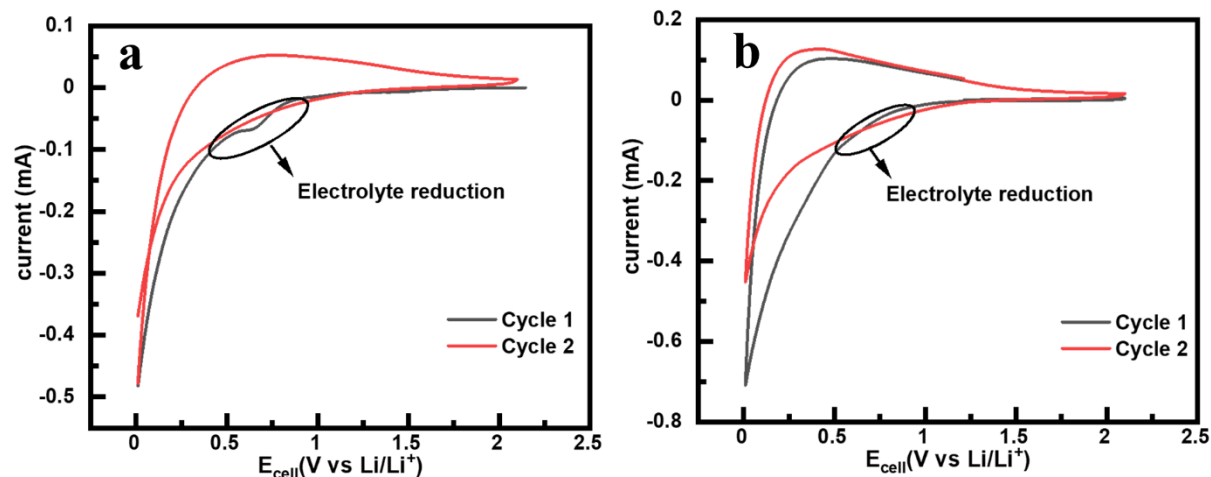 a
0.1
0
-0.1
-0.2
-0.3
-0.4
-0.5
current (mA)
Electrolyte reduction
Cycle 1
Cycle 2
0
0.5
1
1.5
2
2.5
E_cell(V vs Li/Li⁺)
b
0.2
0
-0.2
-0.4
-0.6
-0.8
current (mA)
Electrolyte reduction
Cycle 1
Cycle 2
0
0.5
1
1.5
2
2.5
E_cell(V vs Li/Li⁺)